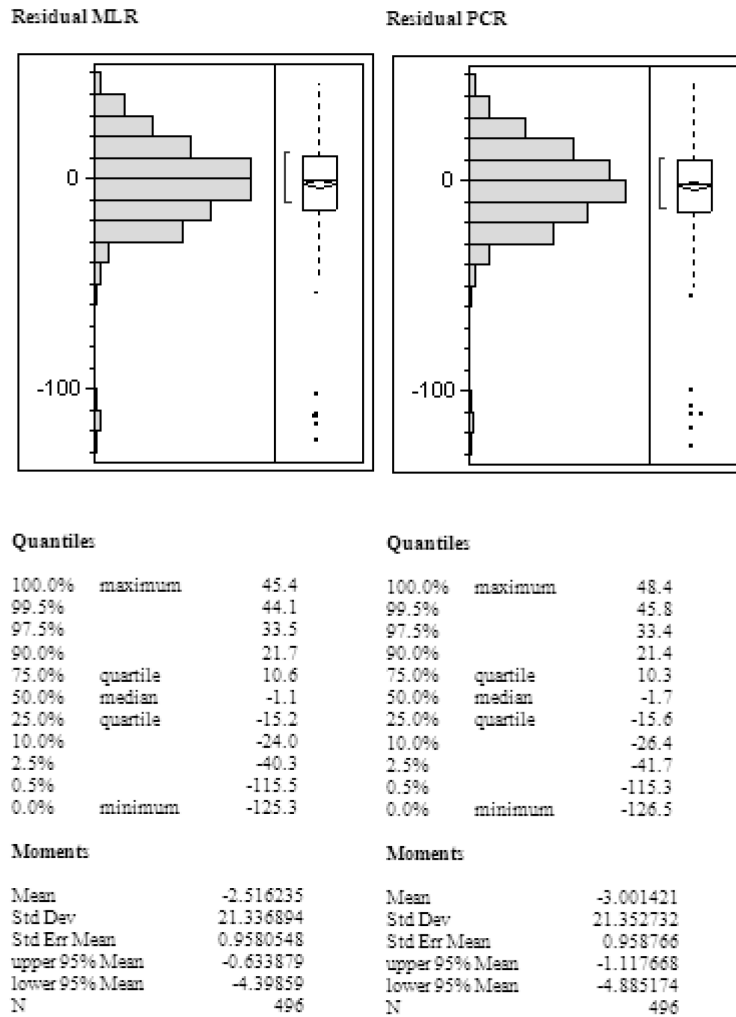 Residual MLR
0
-100
Quantiles
100.0% maximum 45.4
99.5% 44.1
97.5% 33.5
90.0% 21.7
75.0% quartile 10.6
50.0% median -1.1
25.0% quartile -15.2
10.0% -24.0
2.5% -40.3
0.5% -115.5
0.0% minimum -125.3
Moments
Mean -2.516235
Std Dev 21.336894
Std Err Mean 0.9580548
upper 95% Mean -0.633879
lower 95% Mean -4.39859
N 496
Residual PCR
0
-100
Quantiles
100.0% maximum 48.4
99.5% 45.8
97.5% 33.4
90.0% 21.4
75.0% quartile 10.3
50.0% median -1.7
25.0% quartile -15.6
10.0% -26.4
2.5% -41.7
0.5% -115.3
0.0% minimum -126.5
Moments
Mean -3.001421
Std Dev 21.352732
Std Err Mean 0.958766
upper 95% Mean -1.117668
lower 95% Mean -4.885174
N 496